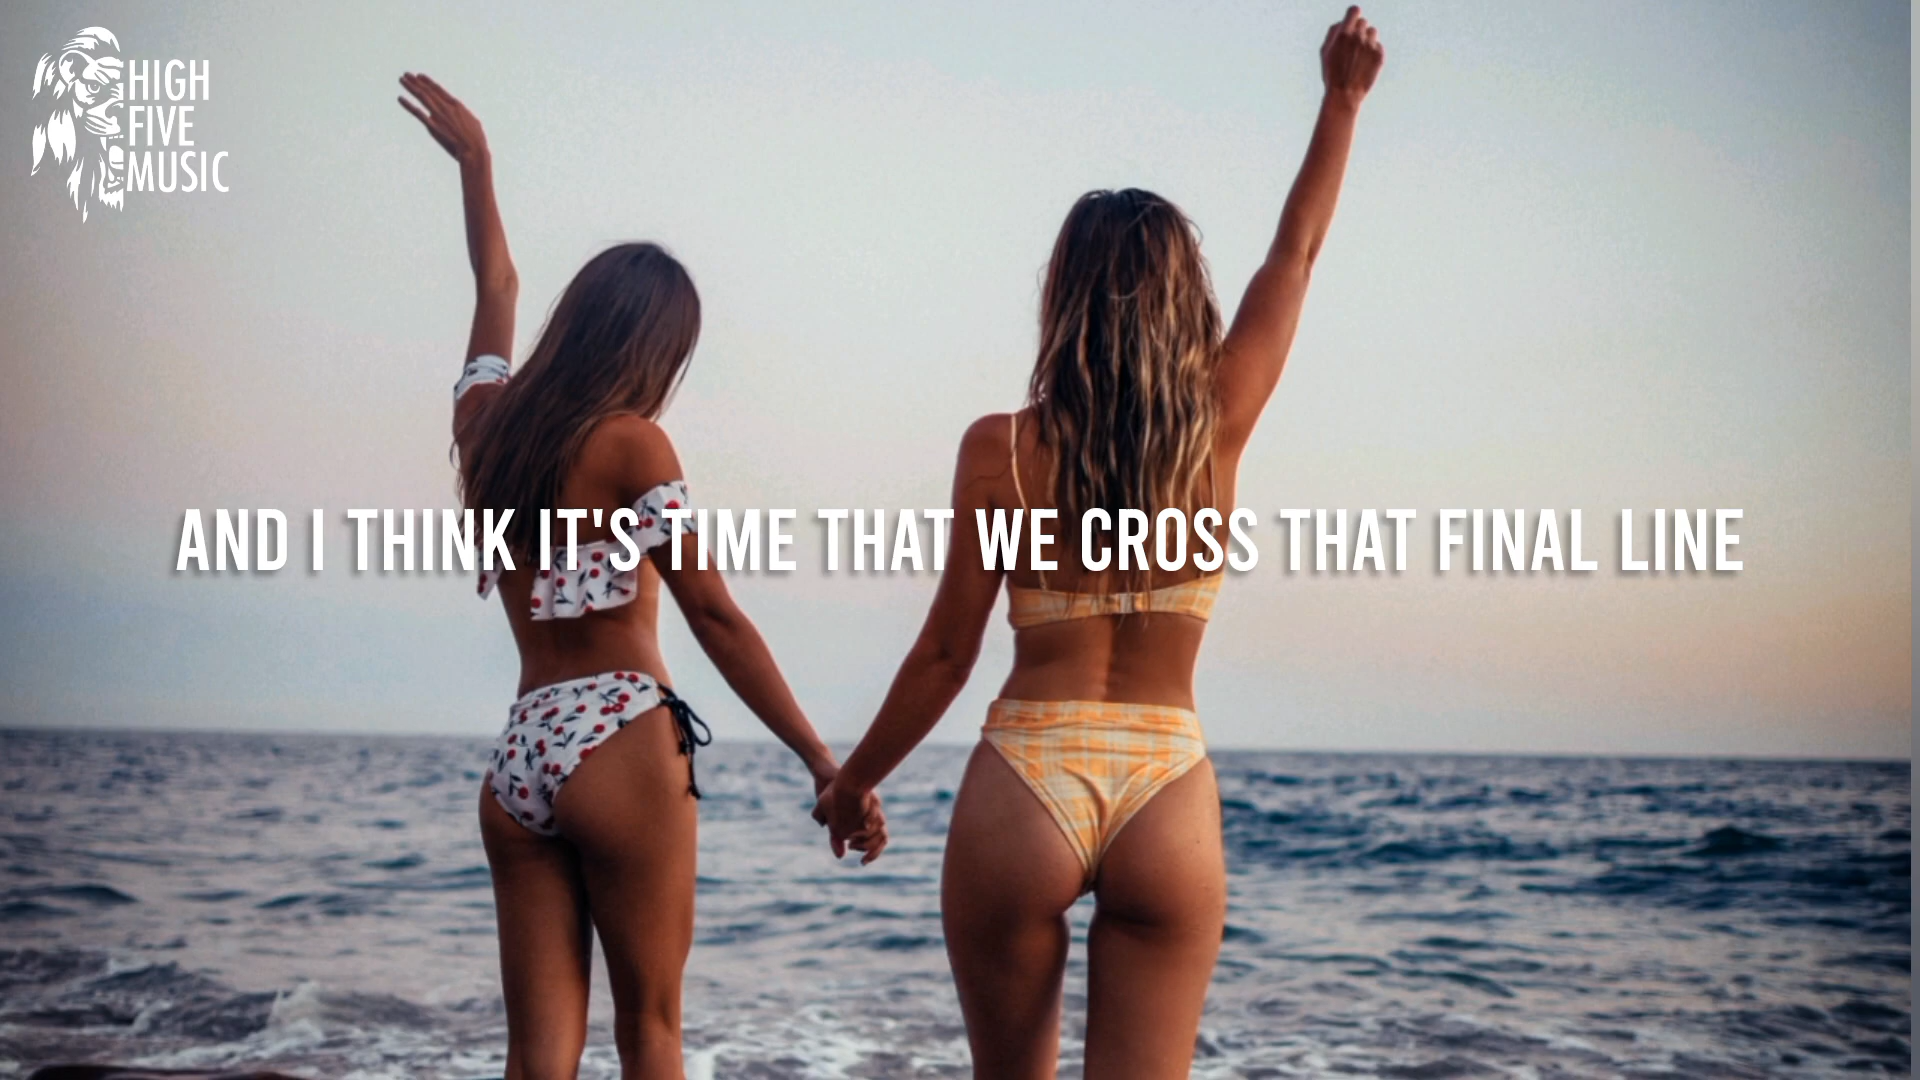 HIGH
FIVE
MUSIC
AND I THINK IT'S TIME THAT WE CROSS THAT FINAL LINE